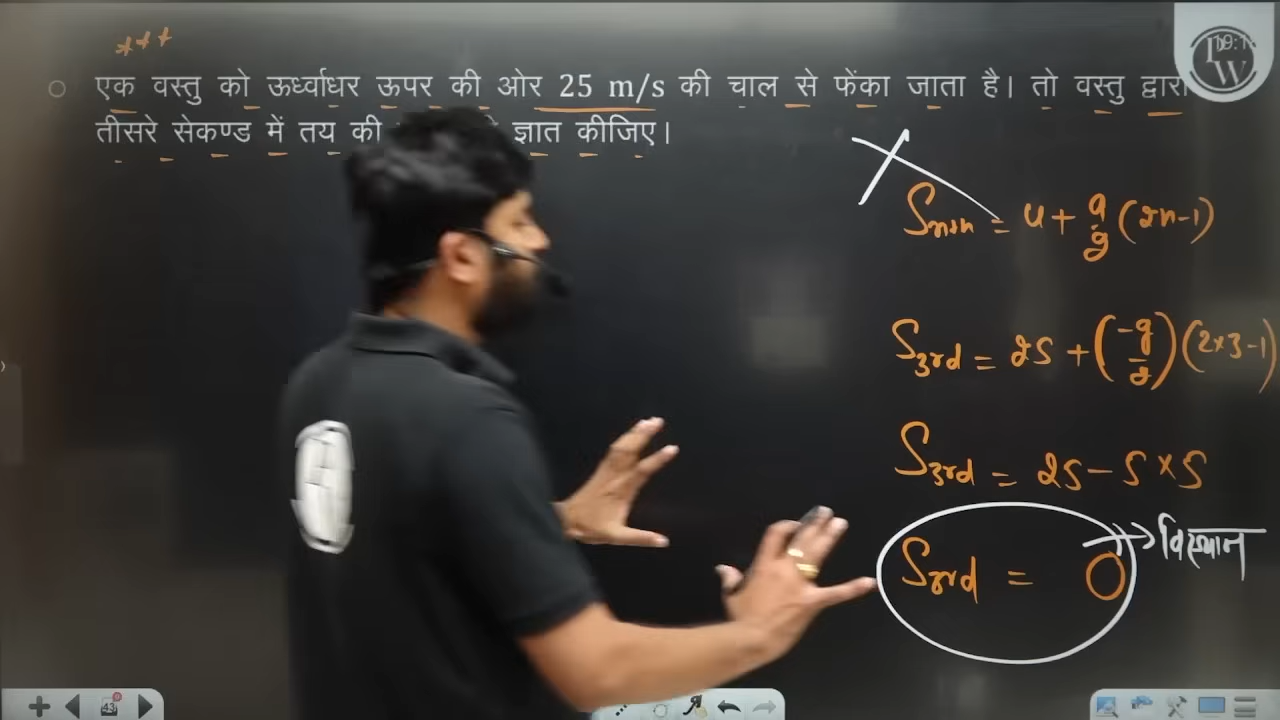 एक वस्तु को ऊर्ध्वाधर ऊपर की ओर 25 m/s की चाल से फेंका जाता है। तो वस्तु द्वारा
तीसरे सेकण्ड में तय की ज्ञात कीजिए।
Snth = u + a/2 (2n-1)
S3rd = 25 + (-g/2) (2×3-1)
S3rd = 25 - 5 × 5
S3rd = 0 → विस्थापन
43